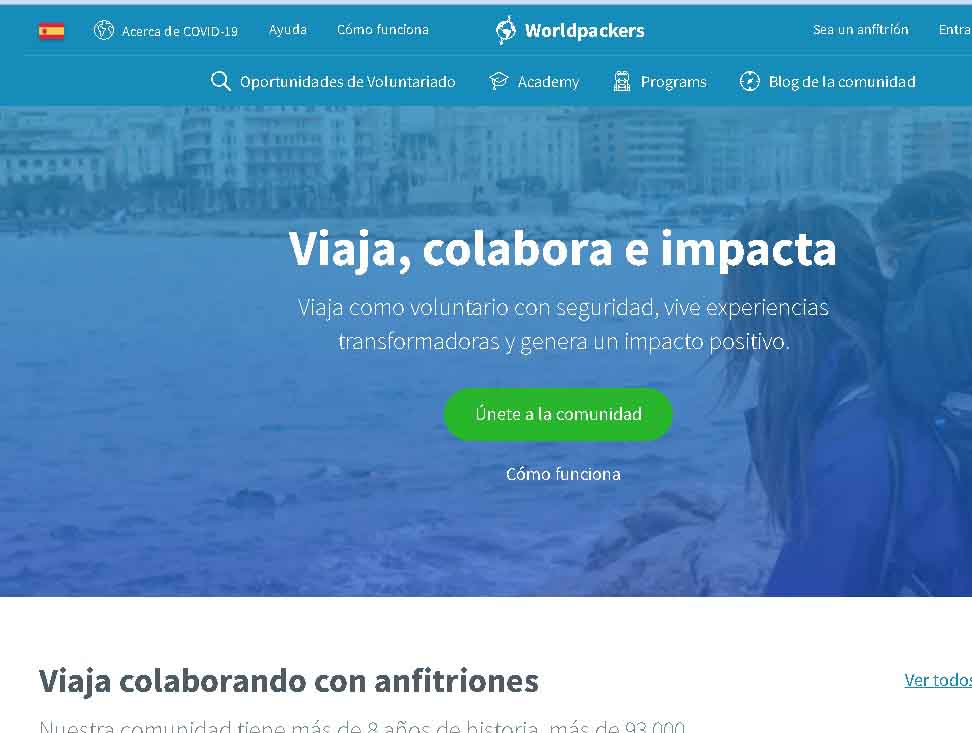 Acerca de COVID-19 Ayuda Cómo funciona Worldpackers Sea un anfitrión Entra
Oportunidades de Voluntariado Academy Programs Blog de la comunidad
Viaja, colabora e impacta
Viaja como voluntario con seguridad, vive experiencias
transformadoras y genera un impacto positivo.
Únete a la comunidad
Cómo funciona
Viaja colaborando con anfitriones Ver todos
Nuestra comunidad tiene más de 8 años de historia, más de 93.000